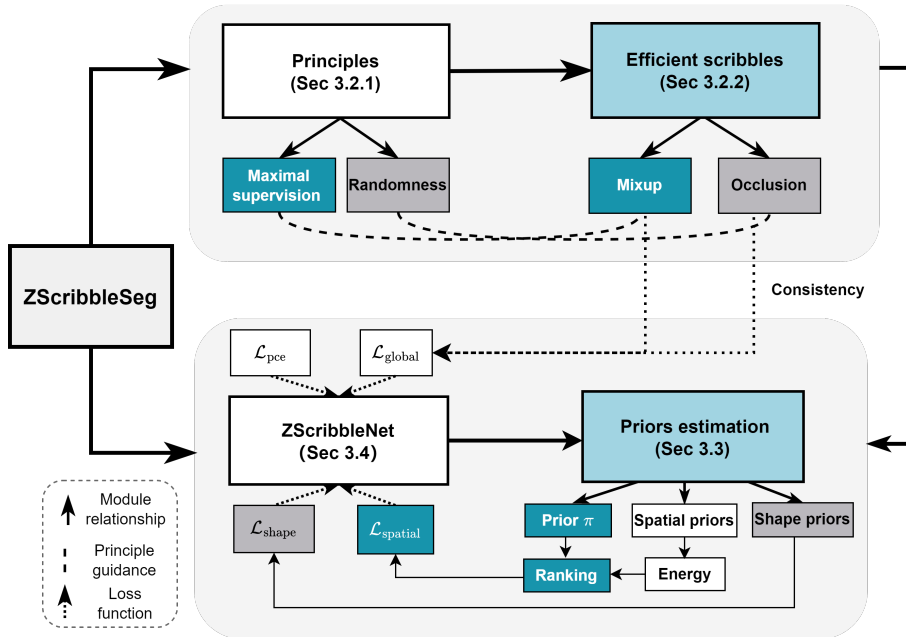 Principles
(Sec 3.2.1)
Efficient scribbles
(Sec 3.2.2)
Maximal
supervision
Randomness
Mixup
Occlusion
ZScribbleSeg
Consistency
ℒpce
ℒglobal
ZScribbleNet
(Sec 3.4)
Priors estimation
(Sec 3.3)
Module
relationship
Principle
guidance
Loss
function
ℒshape
ℒspatial
Prior π
Spatial priors
Shape priors
Ranking
Energy